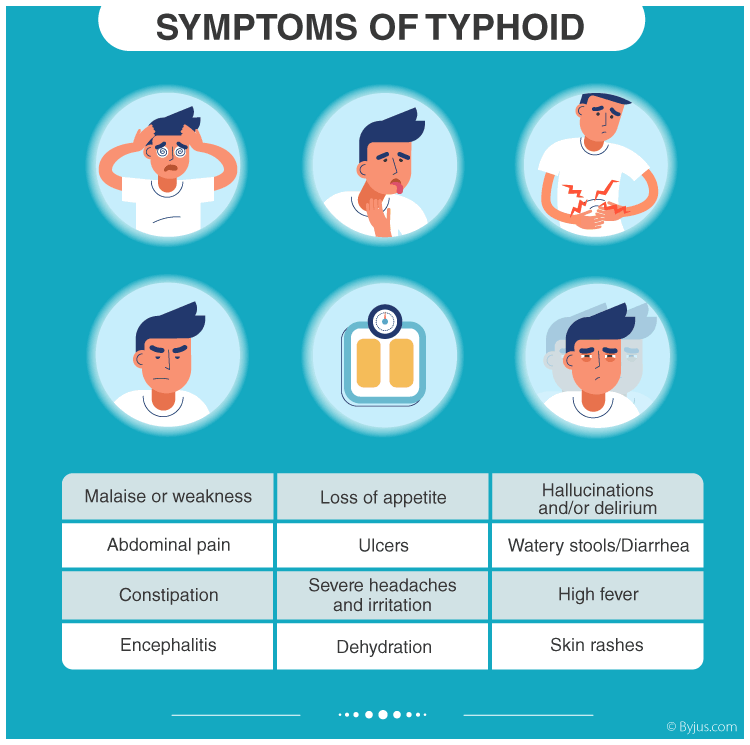 SYMPTOMS OF TYPHOID
Malaise or weakness
Loss of appetite
Hallucinations
and/or delirium
Abdominal pain
Ulcers
Watery stools/Diarrhea
Constipation
Severe headaches
and irritation
High fever
Encephalitis
Dehydration
Skin rashes
© Byjus.com